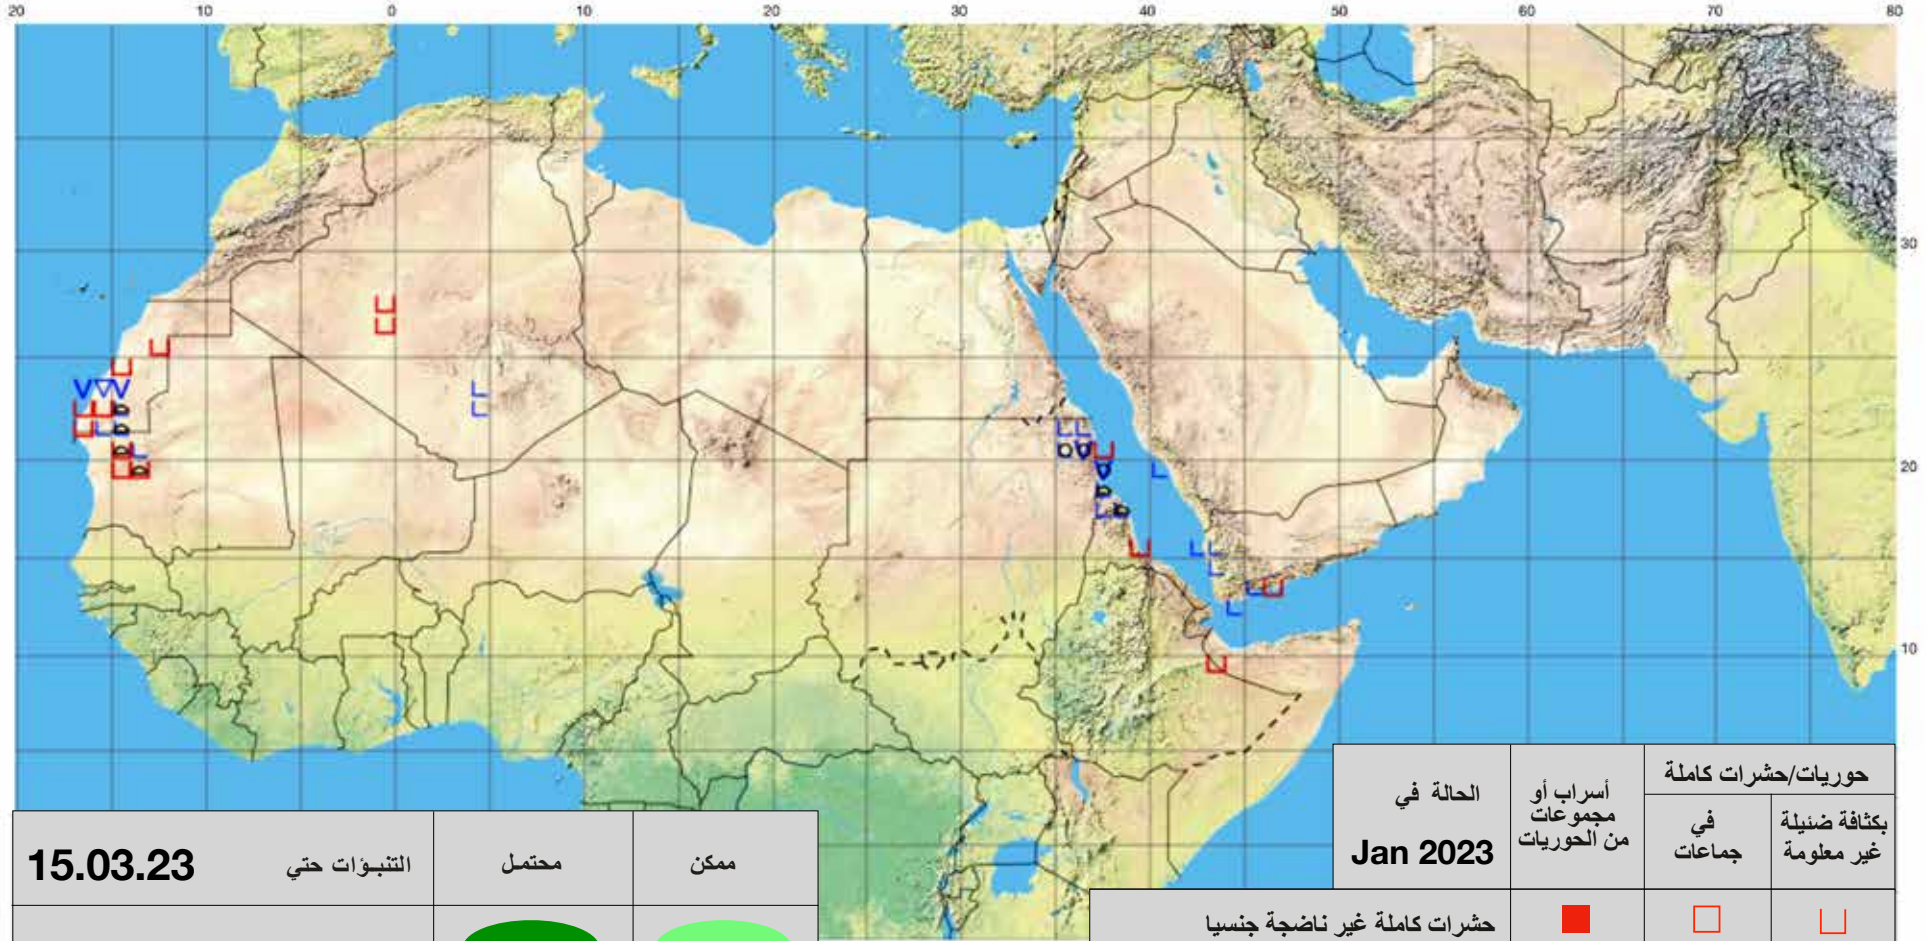 20 10 0 10 20 30 40 50 60 70 80
30
20
10
الحالة في
Jan 2023
أسراب أو
مجموعات
من الحوريات
حوريات/حشرات كاملة
في
جماعات
بكثافة ضئيلة
غير معلومة
حشرات كاملة غير ناضجة جنسيا
التنبـؤات حتي
15.03.23
محتمـل
ممكن